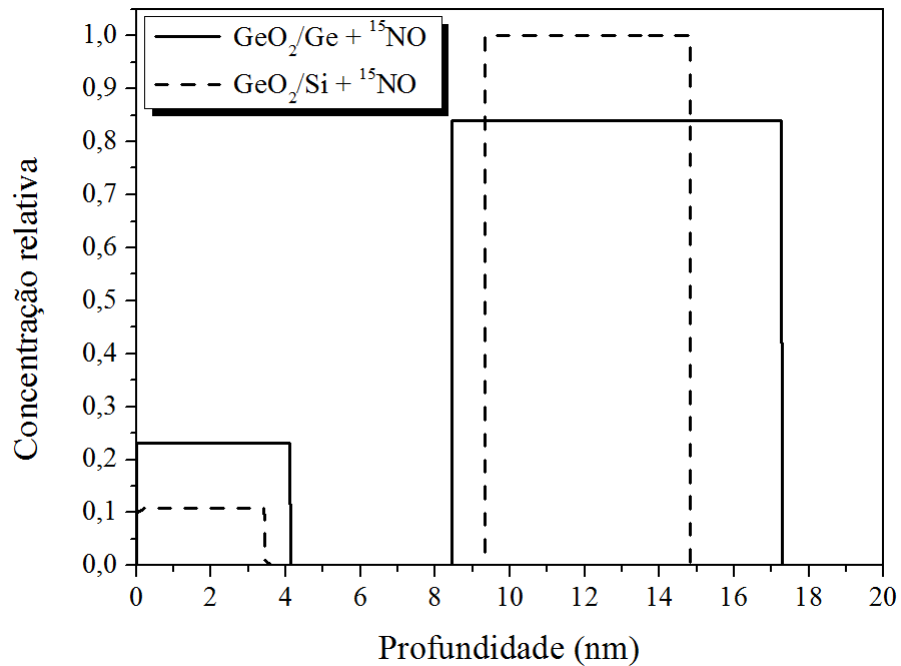 GeO2/Ge + 15NO
GeO2/Si + 15NO
Concentração relativa
1,0
0,9
0,8
0,7
0,6
0,5
0,4
0,3
0,2
0,1
0,0
0 2 4 6 8 10 12 14 16 18 20
Profundidade (nm)